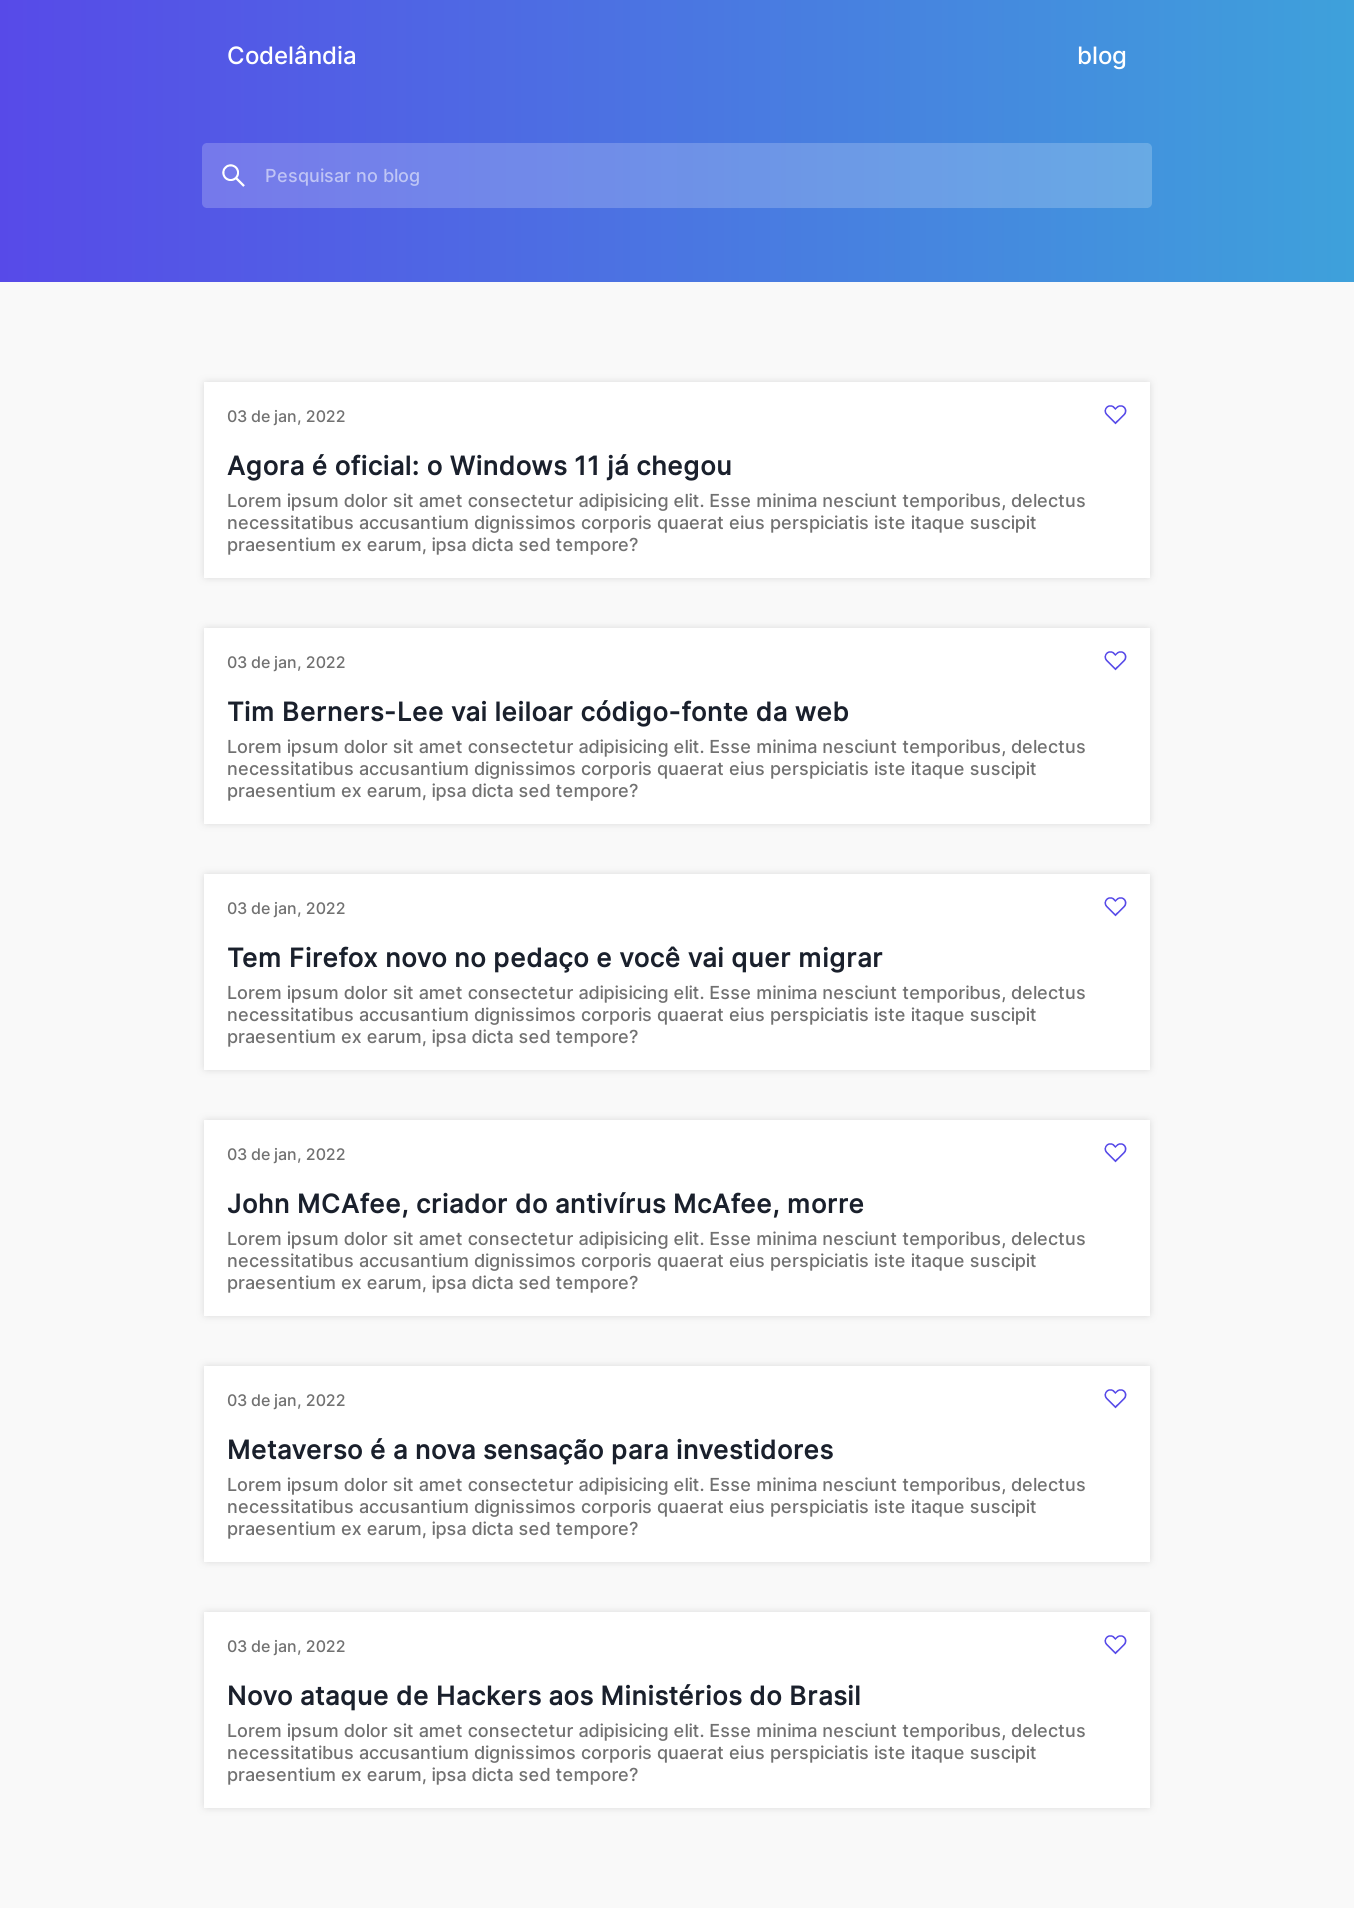 Codelândia
blog
Pesquisar no blog
03 de jan, 2022
Agora é oficial: o Windows 11 já chegou
Lorem ipsum dolor sit amet consectetur adipisicing elit. Esse minima nesciunt temporibus, delectus
necessitatibus accusantium dignissimos corporis quaerat eius perspiciatis iste itaque suscipit
praesentium ex earum, ipsa dicta sed tempore?
03 de jan, 2022
Tim Berners-Lee vai leiloar código-fonte da web
Lorem ipsum dolor sit amet consectetur adipisicing elit. Esse minima nesciunt temporibus, delectus
necessitatibus accusantium dignissimos corporis quaerat eius perspiciatis iste itaque suscipit
praesentium ex earum, ipsa dicta sed tempore?
03 de jan, 2022
Tem Firefox novo no pedaço e você vai quer migrar
Lorem ipsum dolor sit amet consectetur adipisicing elit. Esse minima nesciunt temporibus, delectus
necessitatibus accusantium dignissimos corporis quaerat eius perspiciatis iste itaque suscipit
praesentium ex earum, ipsa dicta sed tempore?
03 de jan, 2022
John MCAfee, criador do antivírus McAfee, morre
Lorem ipsum dolor sit amet consectetur adipisicing elit. Esse minima nesciunt temporibus, delectus
necessitatibus accusantium dignissimos corporis quaerat eius perspiciatis iste itaque suscipit
praesentium ex earum, ipsa dicta sed tempore?
03 de jan, 2022
Metaverso é a nova sensação para investidores
Lorem ipsum dolor sit amet consectetur adipisicing elit. Esse minima nesciunt temporibus, delectus
necessitatibus accusantium dignissimos corporis quaerat eius perspiciatis iste itaque suscipit
praesentium ex earum, ipsa dicta sed tempore?
03 de jan, 2022
Novo ataque de Hackers aos Ministérios do Brasil
Lorem ipsum dolor sit amet consectetur adipisicing elit. Esse minima nesciunt temporibus, delectus
necessitatibus accusantium dignissimos corporis quaerat eius perspiciatis iste itaque suscipit
praesentium ex earum, ipsa dicta sed tempore?